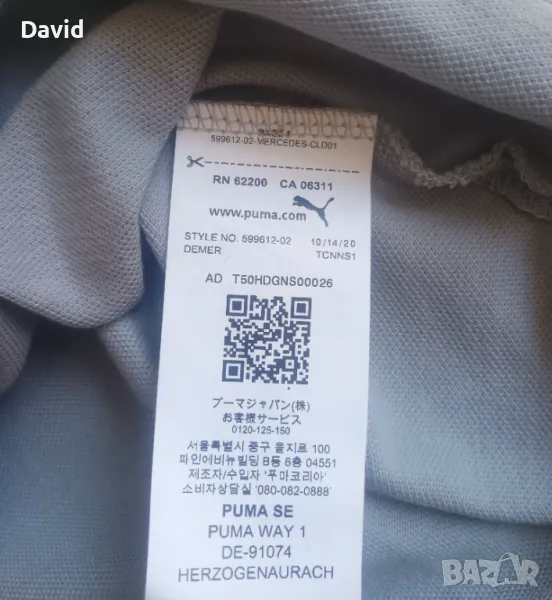 David
599612-02-MERCEDES-CLD01
RN 62200 CA 06311
www.puma.com
STYLE NO. 599612-02 10/14/20
DEMER TCNNS1
AD T50HDGNS00026
プーマジャパン(株)
お客様サービス
0120-125-150
서울특별시 중구 을지르 100
파인에비뉴빌딩 B동 6층 04551
제조자/수입자 '푸마코리아'
소비자상담실 '080-082-0888'
PUMA SE
PUMA WAY 1
DE-91074
HERZOGENAURACH
BAZAR